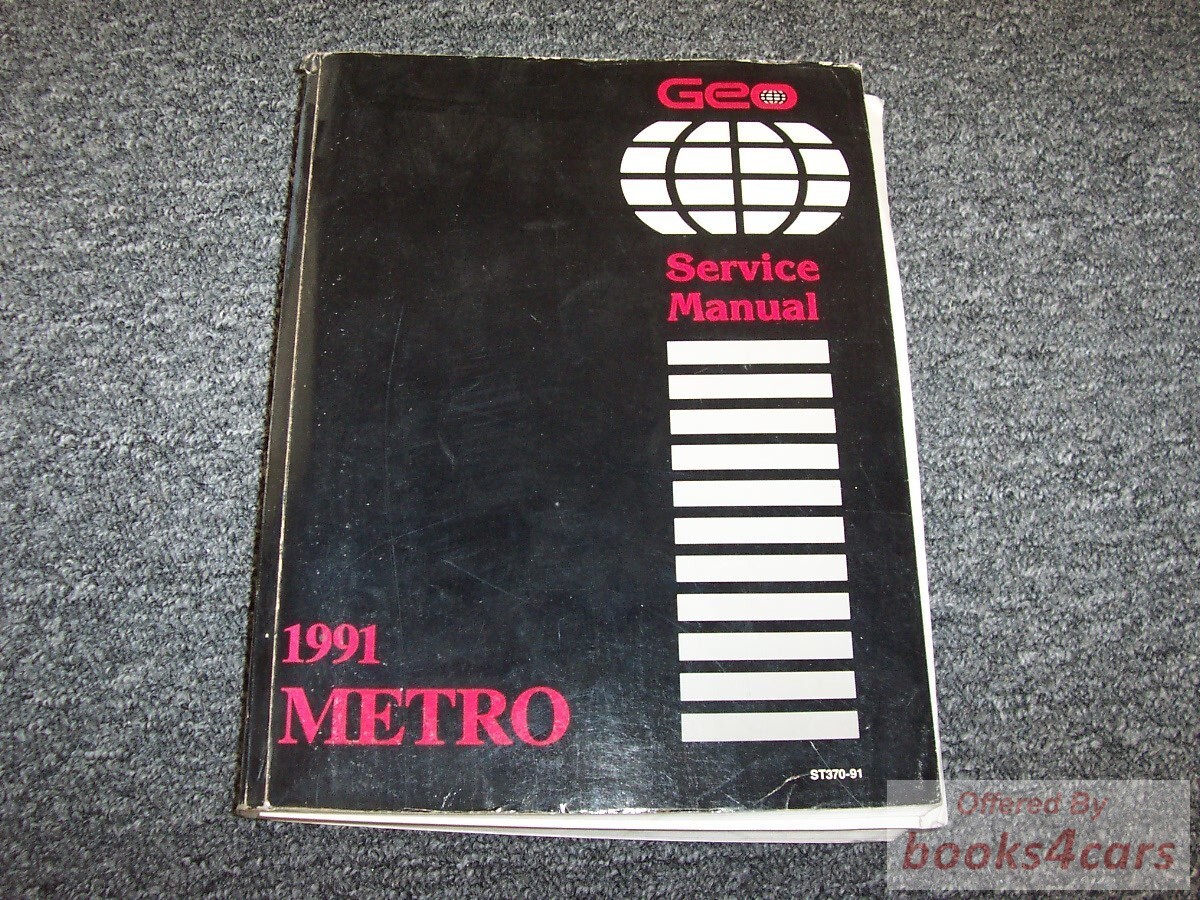 Geo
Service
Manual
1991
METRO
ST370-91
Offered By
books4cars